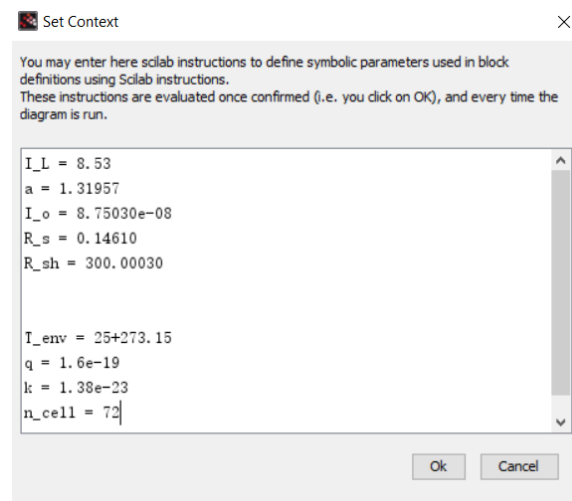 Set Context
You may enter here scilab instructions to define symbolic parameters used in block
definitions using Scilab instructions.
These instructions are evaluated once confirmed (i.e. you click on OK), and every time the
diagram is run.
I_L = 8.53
a = 1.31957
I_o = 8.75030e-08
R_s = 0.14610
R_sh = 300.00030
T_env = 25+273.15
q = 1.6e-19
k = 1.38e-23
n_cell = 72
Ok Cancel